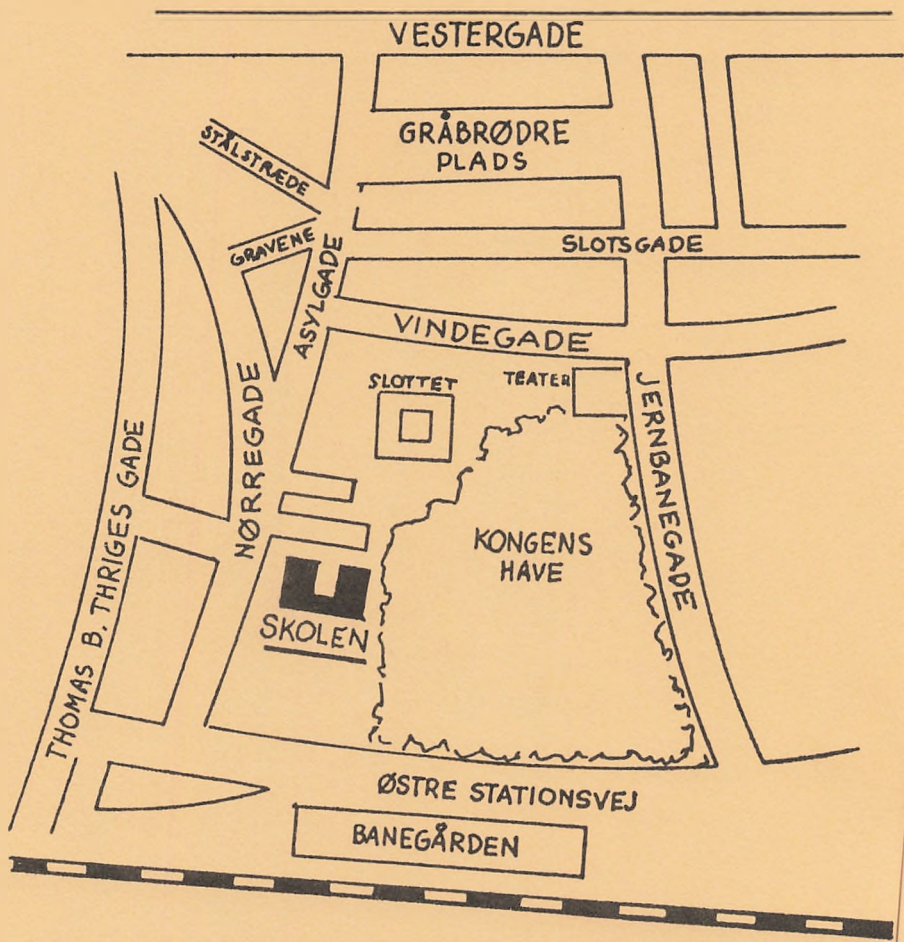 VESTERGADE
GRÅBRØDRE
PLADS
STÅLSTRÆDE
GRAVENE
SLOTSGADE
ASYLGADE
VINDEGADE
SLOTTET
TEATER
JERNBANEGADE
NØRREGADE
THOMAS B. THRIGES GADE
KONGENS
HAVE
SKOLEN
ØSTRE STATIONSVEJ
BANEGÅRDEN